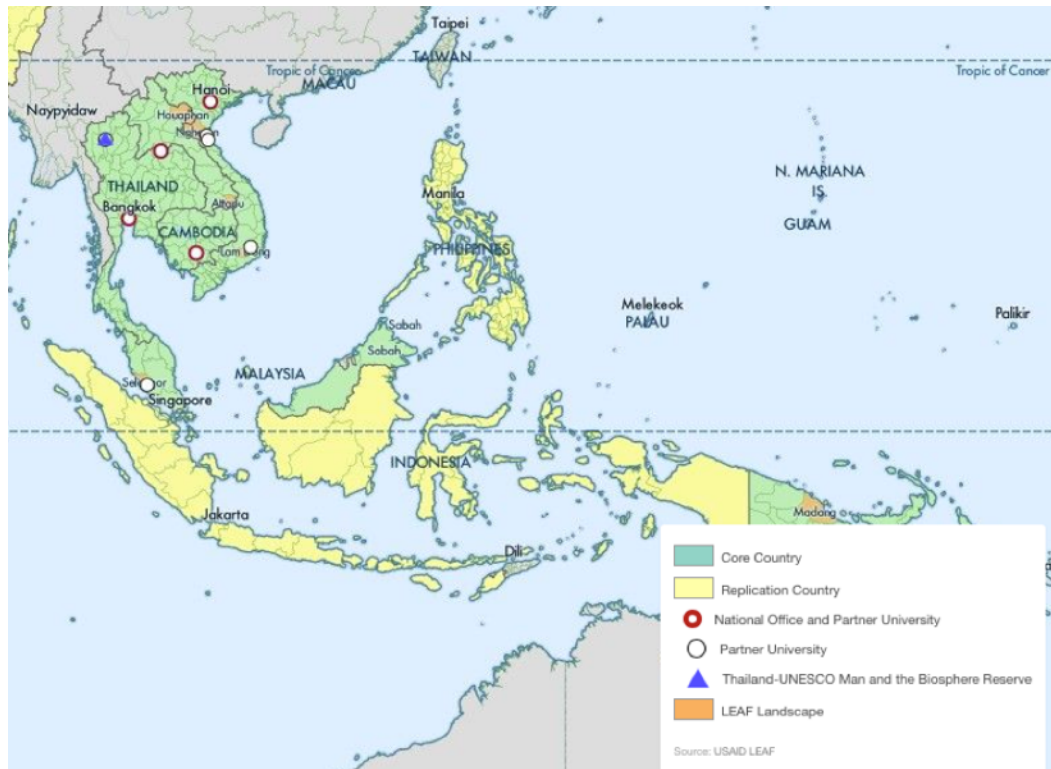 Taipei
TAIWAN
Tropic of Cancer
MACAU
Tropic of Cancer
Hanoi
Naypyidaw
Houaphan
N. MARIANA
IS.
GUAM
THAILAND
Bangkok
Attapu
CAMBODIA
Manila
PHILIPPINES
Melekeok
PALAU
Palikir
Sabah
Sabah
MALAYSIA
Singapore
INDONESIA
Jakarta
Madang
Dili
Core Country
Replication Country
National Office and Partner University
Partner University
Thailand-UNESCO Man and the Biosphere Reserve
LEAF Landscape
Source: USAID LEAF